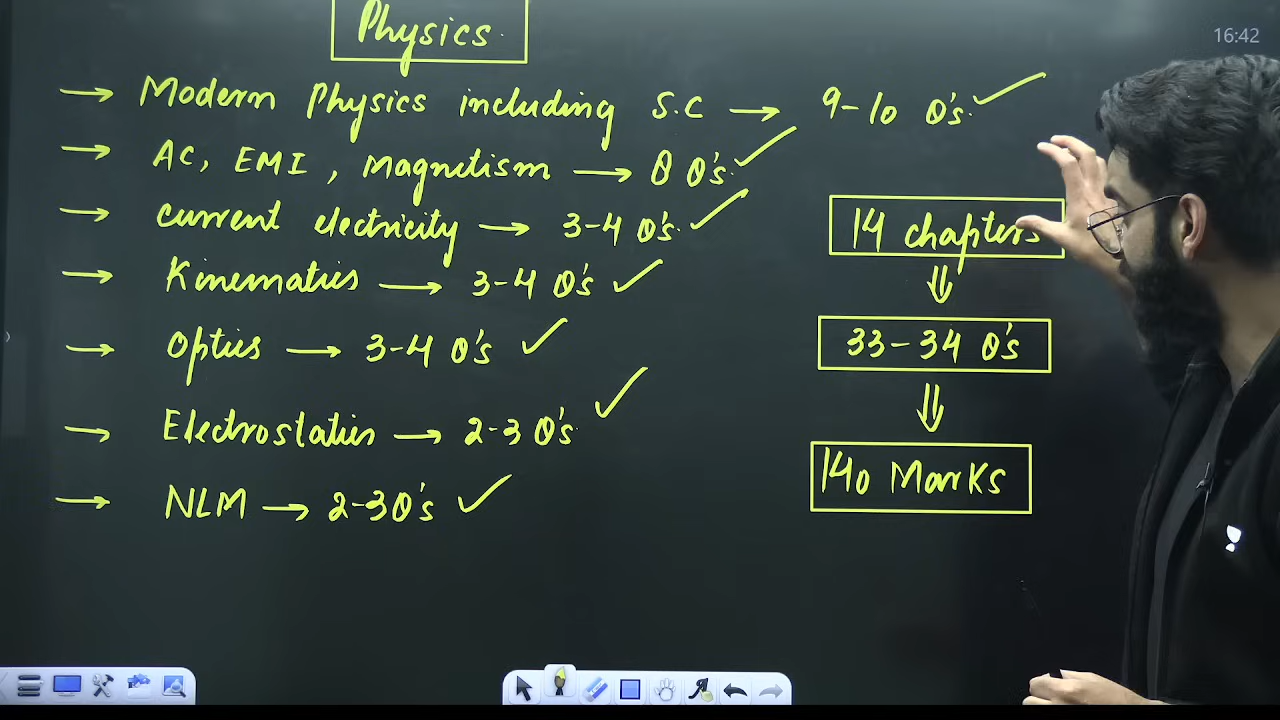 Physics.
16:42
→ Modern Physics including S.C → 9-10 Q's.
→ AC, EMI, Magnetism → 8 Q's.
→ current electricity → 3-4 Q's.
→ Kinematics → 3-4 Q's
→ Optics → 3-4 Q's
→ Electrostatics → 2-3 Q's.
→ NLM → 2-3 Q's
14 chapters
⇓
33-34 Q's
⇓
140 Marks